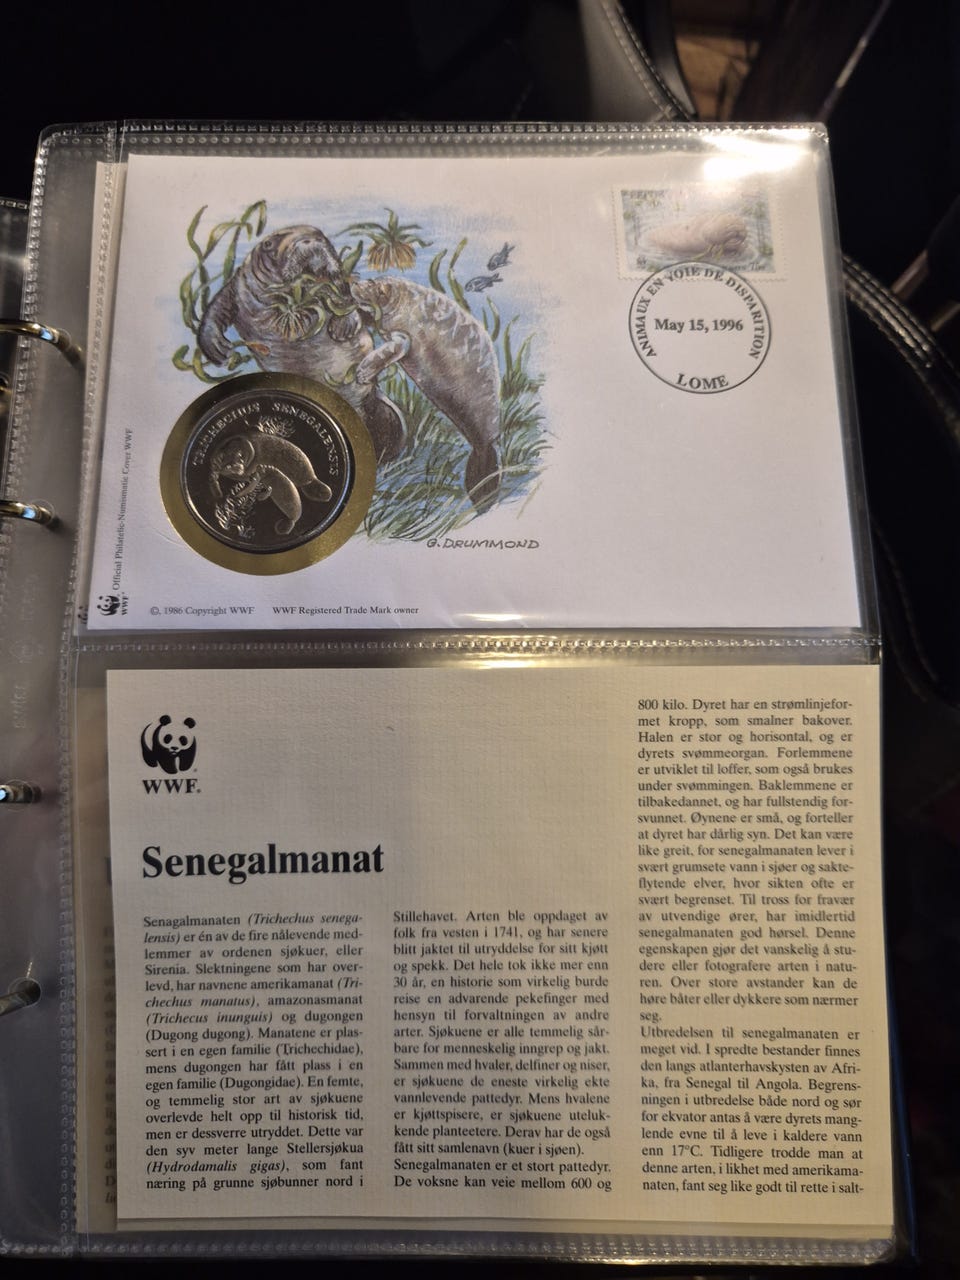 ANIMAUX EN VOIE DE DISPARITION
May 15, 1996
LOME
TRICHECHUS SENEGALENSIS
G. DRUMMOND
Official Philatelic-Numismatic Cover WWF
WWF
©, 1986 Copyright WWF WWF Registered Trade Mark owner
WWF®
Senegalmanat
Senagalmanaten (Trichechus senega-
lensis) er én av de fire nålevende med-
lemmer av ordenen sjøkuer, eller
Sirenia. Slektningene som har over-
levd, har navnene amerikamanat (Tri-
chechus manatus), amazonasmanat
(Trichecus inunguis) og dugongen
(Dugong dugong). Manatene er plas-
sert i en egen familie (Trichechidae),
mens dugongen har fått plass i en
egen familie (Dugongidae). En femte,
og temmelig stor art av sjøkuene
overlevde helt opp til historisk tid,
men er dessverre utryddet. Dette var
den syv meter lange Stellersjøkua
(Hydrodamalis gigas), som fant
næring på grunne sjøbunner nord i
Stillehavet. Arten ble oppdaget av
folk fra vesten i 1741, og har senere
blitt jaktet til utryddelse for sitt kjøtt
og spekk. Det hele tok ikke mer enn
30 år, en historie som virkelig burde
reise en advarende pekefinger med
hensyn til forvaltningen av andre
arter. Sjøkuene er alle temmelig sår-
bare for menneskelig inngrep og jakt.
Sammen med hvaler, delfiner og niser,
er sjøkuene de eneste virkelig ekte
vannlevende pattedyr. Mens hvalene
er kjøttspisere, er sjøkuene uteluk-
kende planteetere. Derav har de også
fått sitt samlenavn (kuer i sjøen).
Senegalmanaten er et stort pattedyr.
De voksne kan veie mellom 600 og
800 kilo. Dyret har en strømlinjefor-
met kropp, som smalner bakover.
Halen er stor og horisontal, og er
dyrets svømmeorgan. Forlemmene
er utviklet til loffer, som også brukes
under svømmingen. Baklemmene er
tilbakedannet, og har fullstendig for-
svunnet. Øynene er små, og forteller
at dyret har dårlig syn. Det kan være
like greit, for senegalmanaten lever i
svært grumsete vann i sjøer og sakte-
flytende elver, hvor sikten ofte er
svært begrenset. Til tross for fravær
av utvendige ører, har imidlertid
senegalmanaten god hørsel. Denne
egenskapen gjør det vanskelig å stu-
dere eller fotografere arten i natu-
ren. Over store avstander kan de
høre båter eller dykkere som nærmer
seg.
Utbredelsen til senegalmanaten er
meget vid. I spredte bestander finnes
den langs atlanterhavskysten av Afri-
ka, fra Senegal til Angola. Begrens-
ningen i utbredelse både nord og sør
for ekvator antas å være dyrets mang-
lende evne til å leve i kaldere vann
enn 17°C. Tidligere trodde man at
denne arten, i likhet med amerikama-
naten, fant seg like godt til rette i salt-